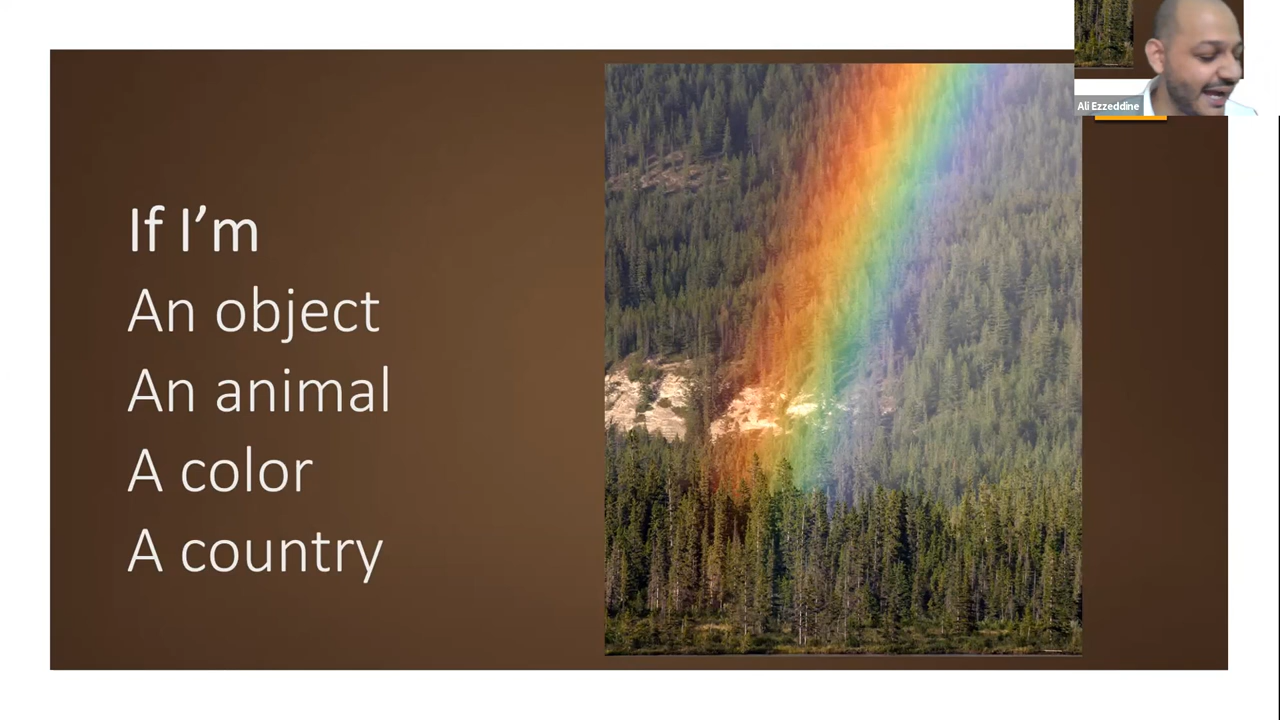 If I’m
An object
An animal
A color
A country
Ali Ezzeddine